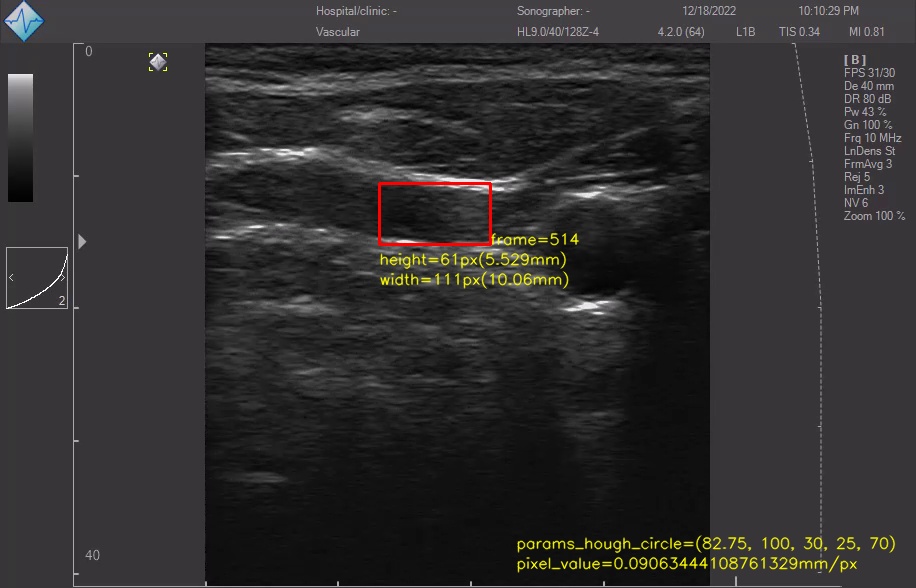 Hospital/clinic: - Sonographer: - 12/18/2022 10:10:29 PM
Vascular HL9.0/40/128Z-4 4.2.0 (64) L1B TIS 0.34 MI 0.81
0
[ B ]
FPS 31/30
De 40 mm
DR 80 dB
Pw 43 %
Gn 100 %
Frq 10 MHz
LnDens St
FrmAvg 3
Rej 5
ImEnh 3
NV 6
Zoom 100 %
frame=514
height=61px(5.529mm)
width=111px(10.06mm)
2
40
params_hough_circle=(82.75, 100, 30, 25, 70)
pixel_value=0.09063444108761329mm/px